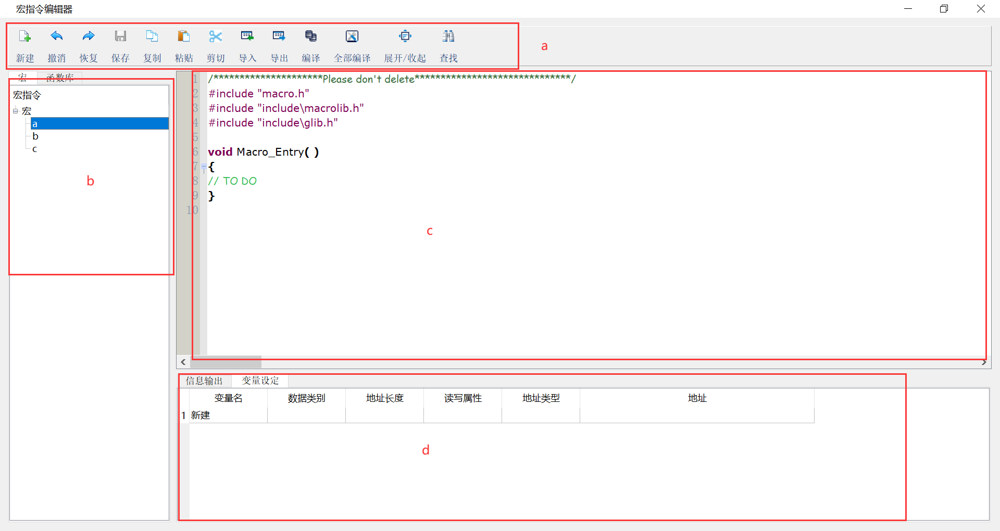 宏指令编辑器
新建 撤消 恢复 保存 复制 粘贴 剪切 导入 导出 编译 全部编译 展开/收起 查找
a
宏 函数库
宏指令
宏
a
b
c
b
1 /*********************Please don't delete******************************/
2 #include "macro.h"
3 #include "include\macrolib.h"
4 #include "include\glib.h"
5
6 void Macro_Entry( )
7 {
8 // TO DO
9 }
10
c
信息输出 变量设定
变量名 数据类别 地址长度 读写属性 地址类型 地址
1 新建
d